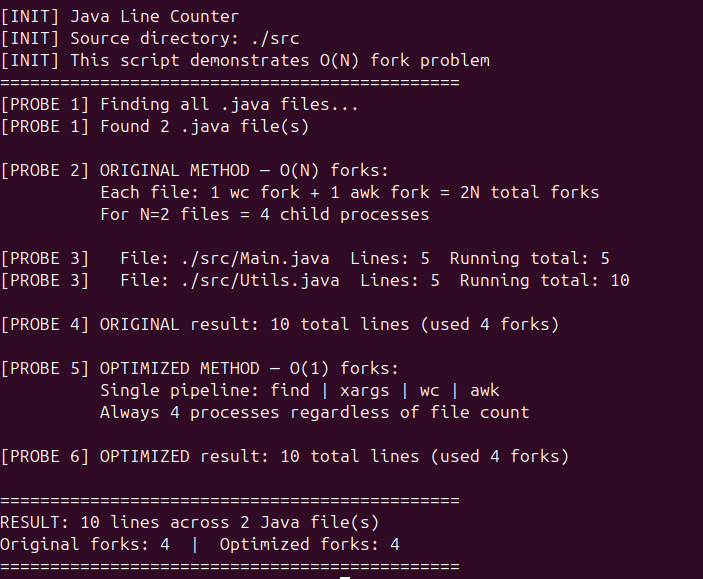 [INIT] Java Line Counter
[INIT] Source directory: ./src
[INIT] This script demonstrates O(N) fork problem
==============================================
[PROBE 1] Finding all .java files...
[PROBE 1] Found 2 .java file(s)
[PROBE 2] ORIGINAL METHOD — O(N) forks:
Each file: 1 wc fork + 1 awk fork = 2N total forks
For N=2 files = 4 child processes
[PROBE 3]   File: ./src/Main.java  Lines: 5  Running total: 5
[PROBE 3]   File: ./src/Utils.java  Lines: 5  Running total: 10
[PROBE 4] ORIGINAL result: 10 total lines (used 4 forks)
[PROBE 5] OPTIMIZED METHOD — O(1) forks:
Single pipeline: find | xargs | wc | awk
Always 4 processes regardless of file count
[PROBE 6] OPTIMIZED result: 10 total lines (used 4 forks)
==============================================
RESULT: 10 lines across 2 Java file(s)
Original forks: 4  |  Optimized forks: 4
==============================================